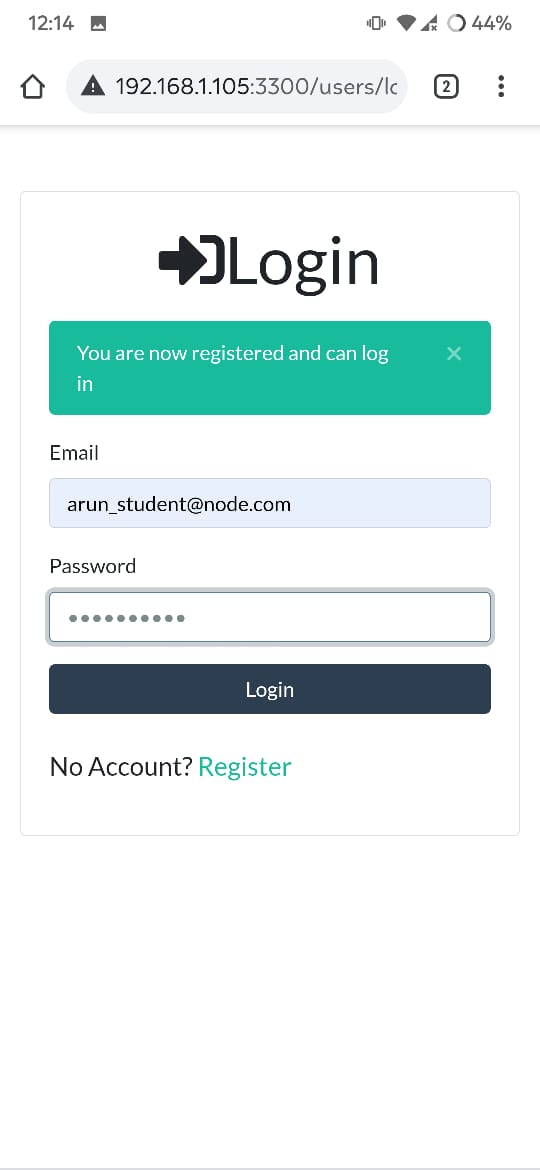 12:14 44%
192.168.1.105:3300/users/lo 2
Login
You are now registered and can log
in
Email
arun_student@node.com
Password
Login
No Account? Register